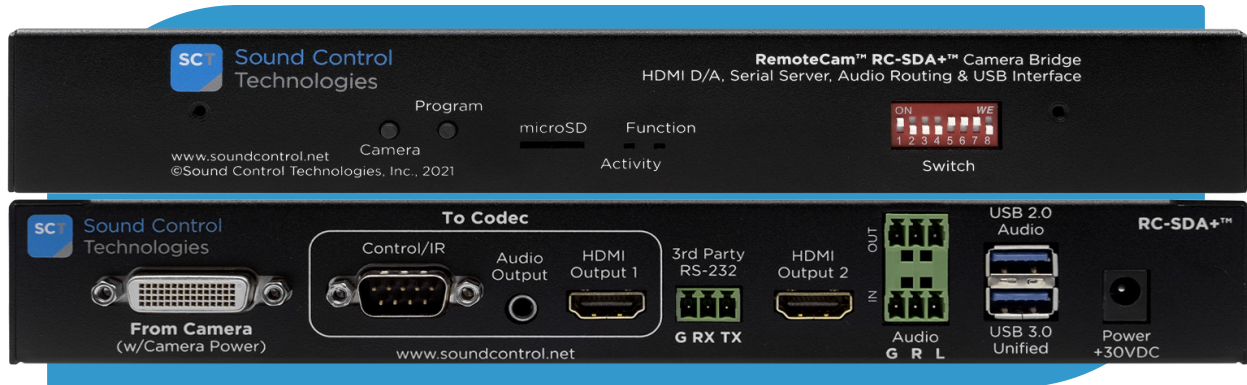 SCT Sound Control
Technologies
RemoteCam™ RC-SDA+™ Camera Bridge
HDMI D/A, Serial Server, Audio Routing & USB Interface
Program
Camera
microSD
Function
Activity
ON
WE
1 2 3 4 5 6 7 8
Switch
www.soundcontrol.net
©Sound Control Technologies, Inc., 2021
SCT Sound Control
Technologies
To Codec
Control/IR
Audio
Output
HDMI
Output 1
3rd Party
RS-232
HDMI
Output 2
OUT
IN
USB 2.0
Audio
RC-SDA+™
From Camera
(w/Camera Power)
www.soundcontrol.net
G RX TX
Audio
G R L
USB 3.0
Unified
Power
+30VDC